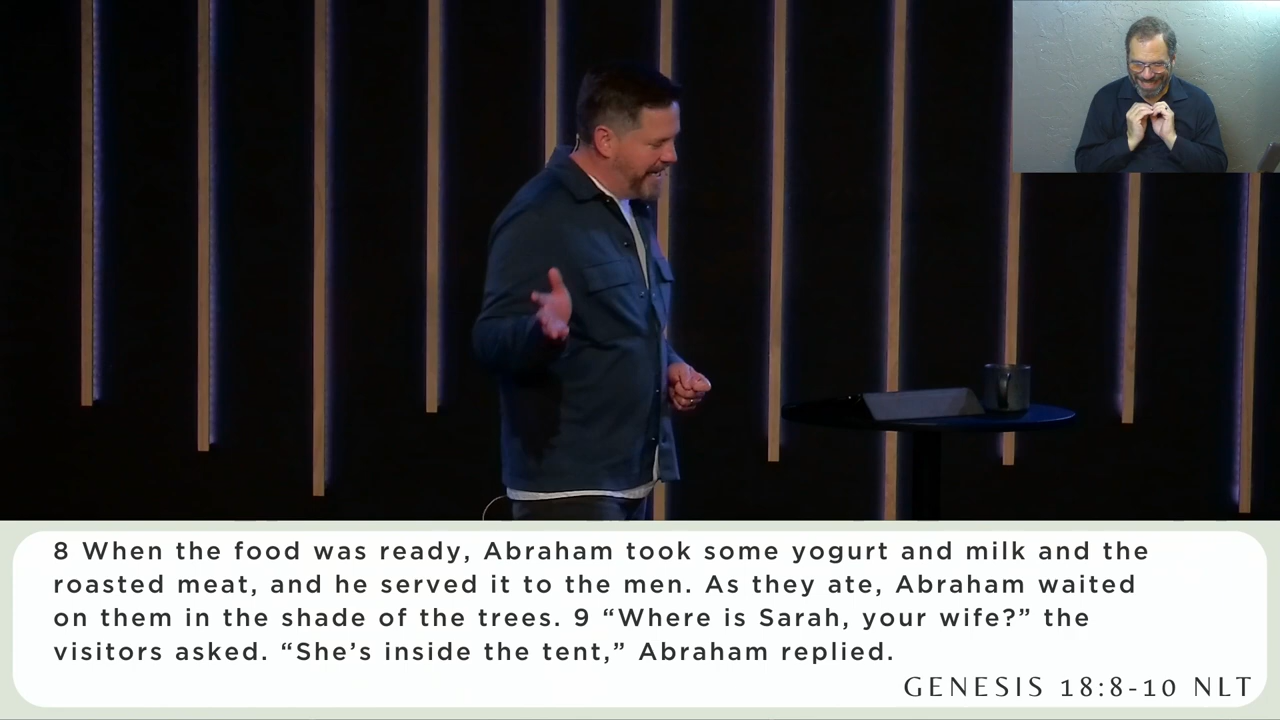 8 When the food was ready, Abraham took some yogurt and milk and the
roasted meat, and he served it to the men. As they ate, Abraham waited
on them in the shade of the trees. 9 “Where is Sarah, your wife?” the
visitors asked. “She’s inside the tent,” Abraham replied.
GENESIS 18:8-10 NLT